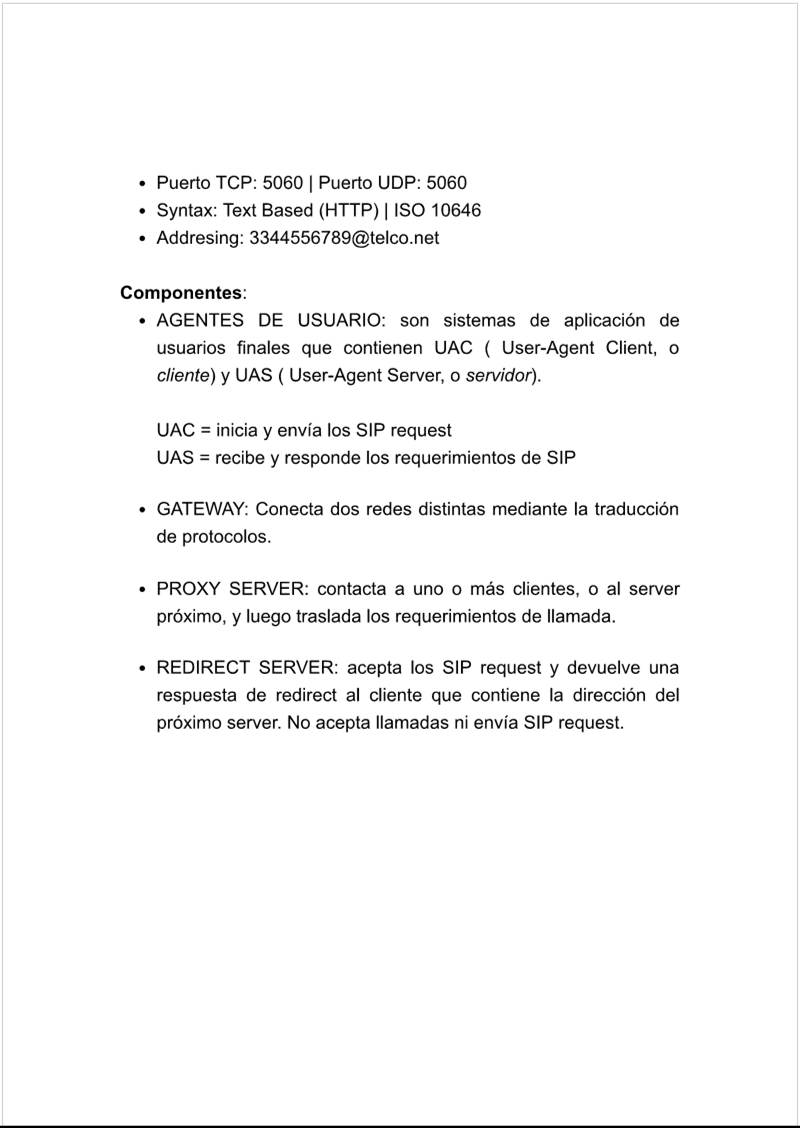 • Puerto TCP: 5060 | Puerto UDP: 5060
• Syntax: Text Based (HTTP) | ISO 10646
• Addresing: 3344556789@telco.net
Componentes:
• AGENTES DE USUARIO: son sistemas de aplicación de
usuarios finales que contienen UAC ( User-Agent Client, o
cliente) y UAS ( User-Agent Server, o servidor).
UAC = inicia y envía los SIP request
UAS = recibe y responde los requerimientos de SIP
• GATEWAY: Conecta dos redes distintas mediante la traducción
de protocolos.
• PROXY SERVER: contacta a uno o más clientes, o al server
próximo, y luego traslada los requerimientos de llamada.
• REDIRECT SERVER: acepta los SIP request y devuelve una
respuesta de redirect al cliente que contiene la dirección del
próximo server. No acepta llamadas ni envía SIP request.